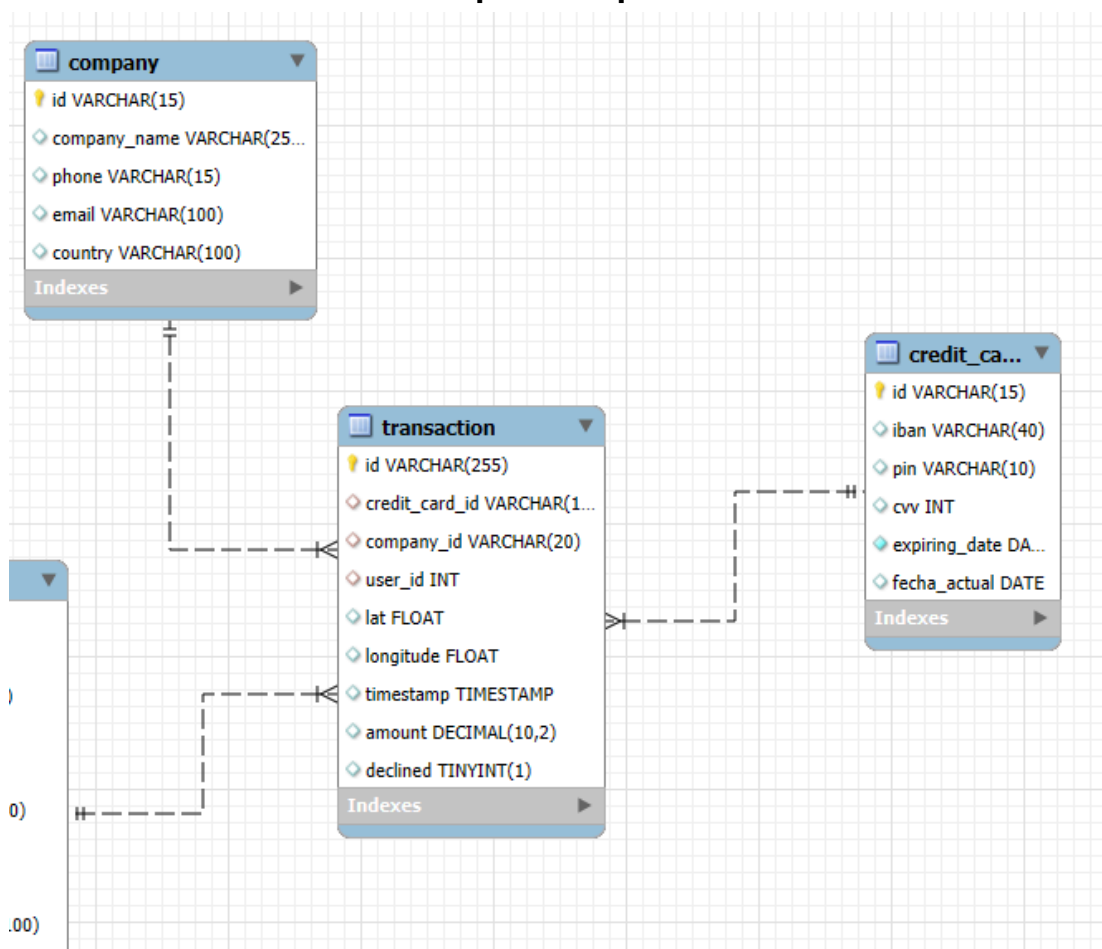 company
id VARCHAR(15)
company_name VARCHAR(25...
phone VARCHAR(15)
email VARCHAR(100)
country VARCHAR(100)
Indexes
credit_ca...
id VARCHAR(15)
iban VARCHAR(40)
pin VARCHAR(10)
cvv INT
expiring_date DA...
fecha_actual DATE
Indexes
transaction
id VARCHAR(255)
credit_card_id VARCHAR(1...
company_id VARCHAR(20)
user_id INT
lat FLOAT
longitude FLOAT
timestamp TIMESTAMP
amount DECIMAL(10,2)
declined TINYINT(1)
Indexes
)
0)
.00)